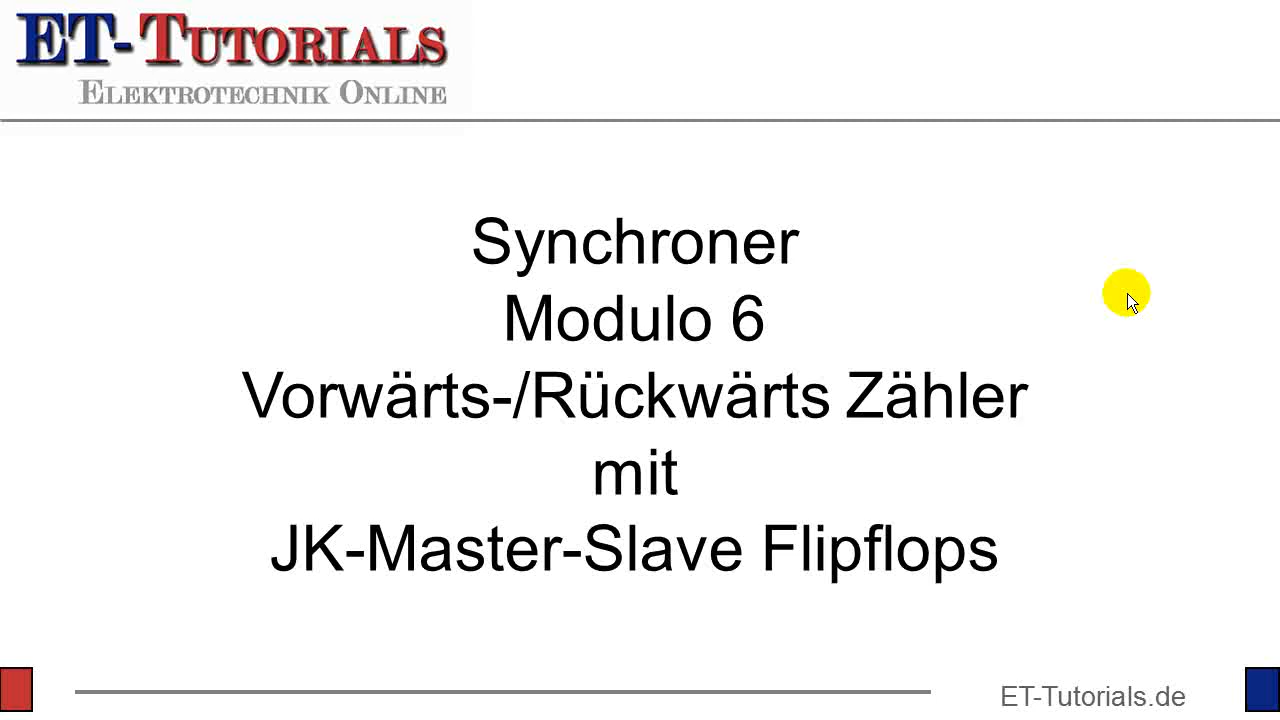 ET-TUTORIALS
ELEKTROTECHNIK ONLINE
Synchroner
Modulo 6
Vorwärts-/Rückwärts Zähler
mit
JK-Master-Slave Flipflops
ET-Tutorials.de